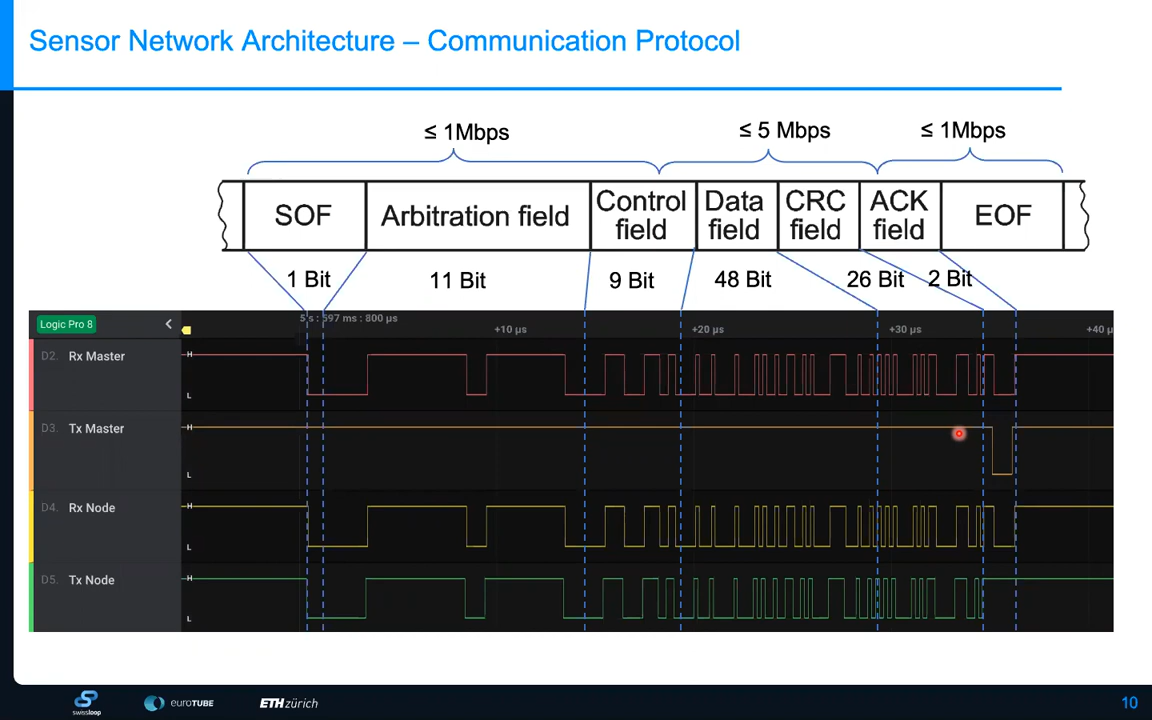 Sensor Network Architecture – Communication Protocol
≤ 1Mbps ≤ 5 Mbps ≤ 1Mbps
SOF Arbitration field Control field Data field CRC field ACK field EOF
1 Bit 11 Bit 9 Bit 48 Bit 26 Bit 2 Bit
Logic Pro 8
5 s : 597 ms : 800 µs
+10 µs +20 µs +30 µs +40 µs
D2. Rx Master H
L
D3. Tx Master H
L
D4. Rx Node H
L
D5. Tx Node H
L
swissloop euroTUBE ETH zürich 10